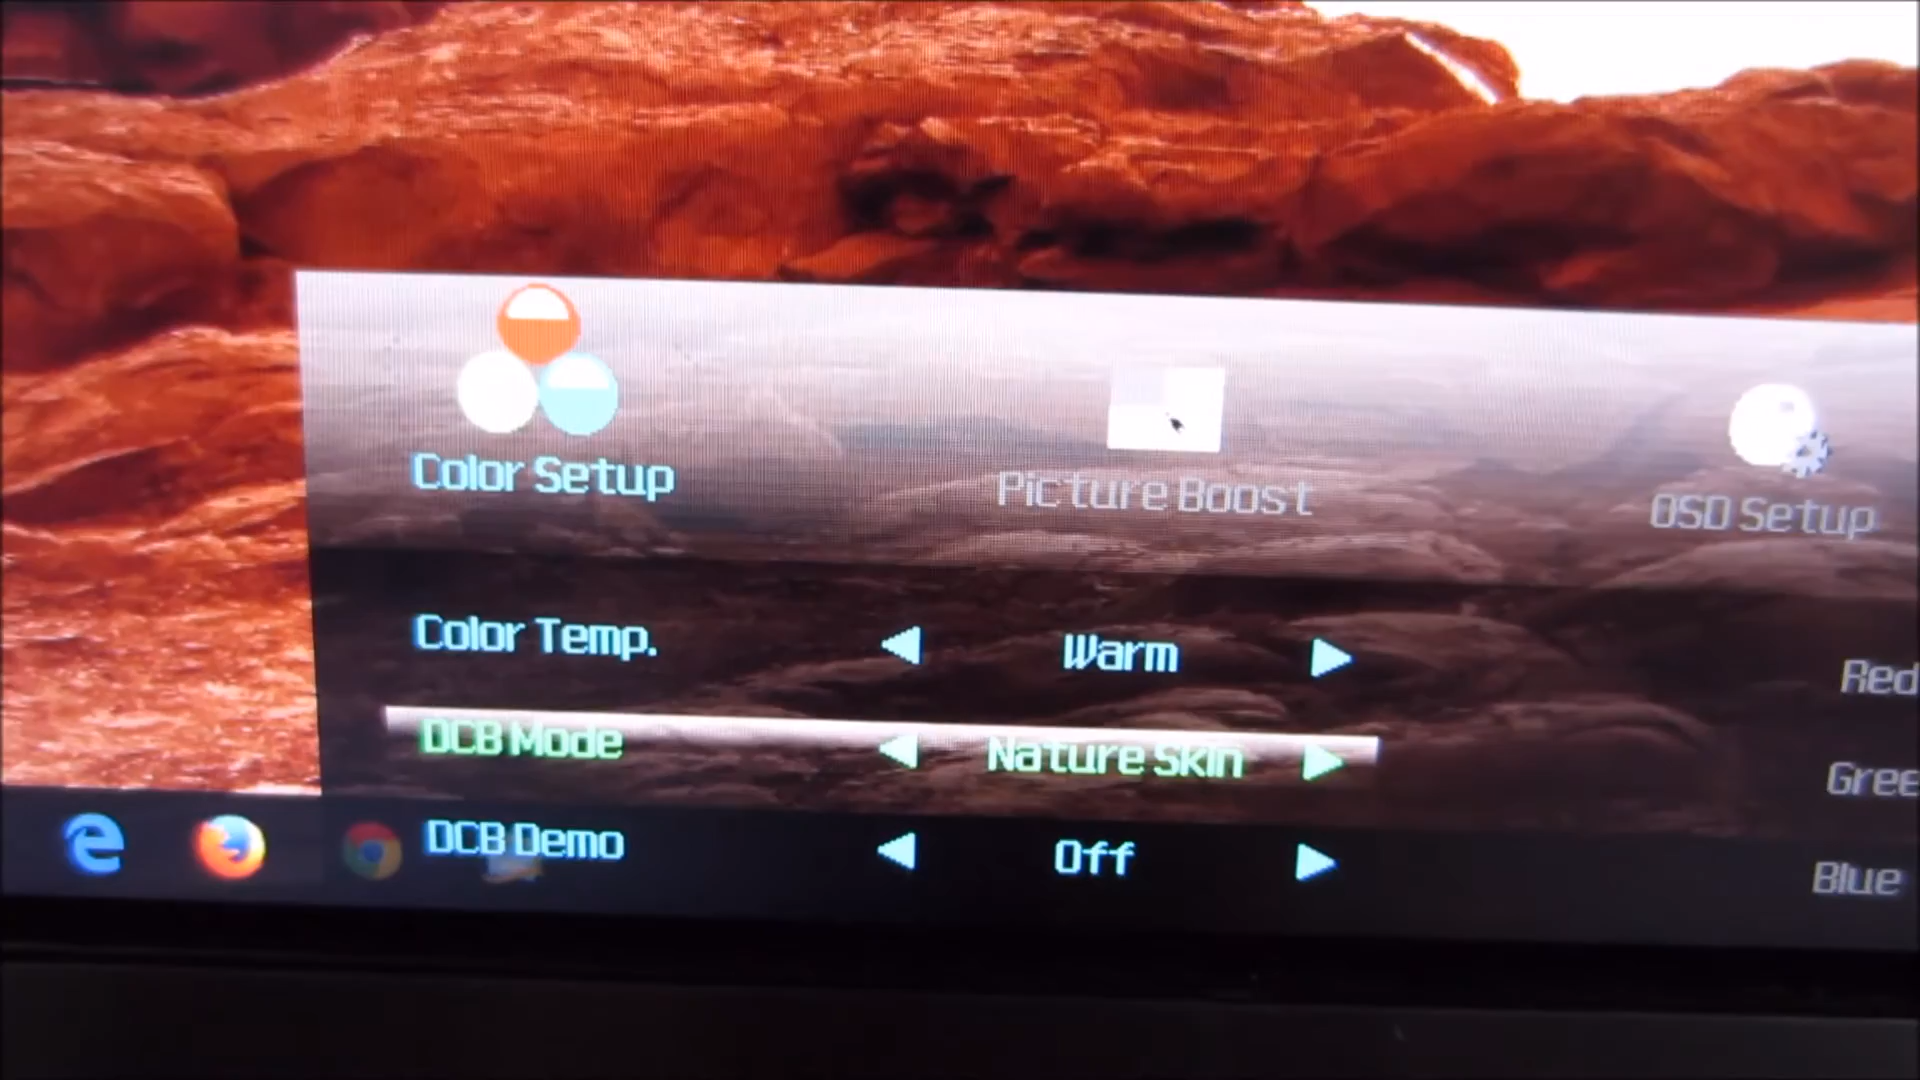 Color Setup
Picture Boost
OSD Setup
Color Temp.
Warm
Red
DCB Mode
Nature Skin
Gree
DCB Demo
Off
Blue